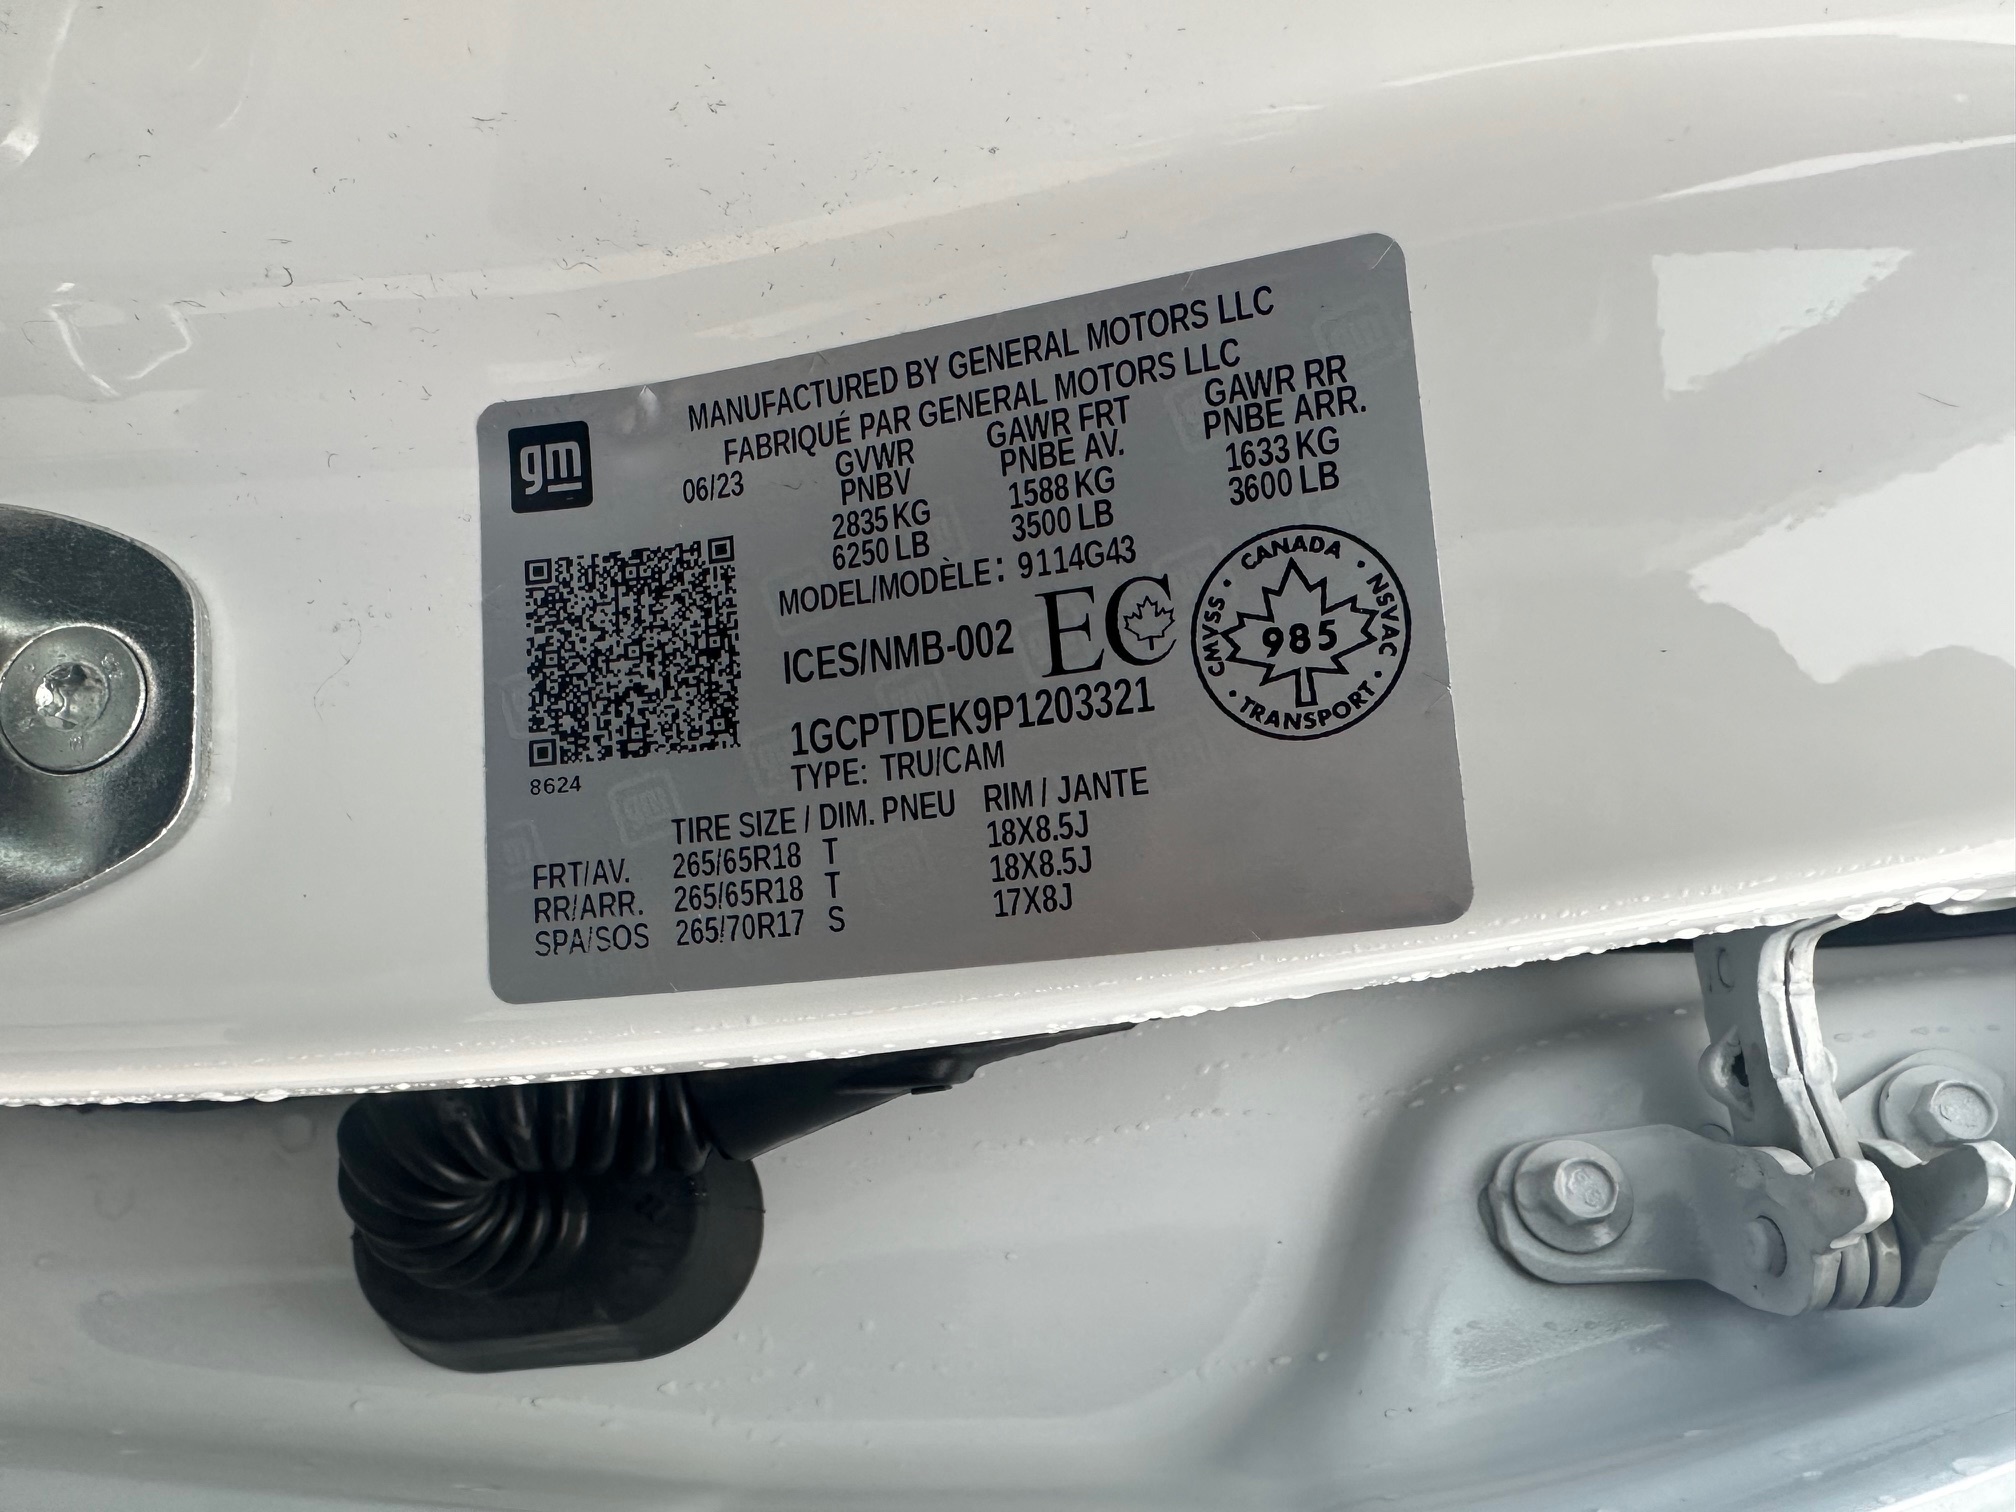 gm
MANUFACTURED BY GENERAL MOTORS LLC
FABRIQUÉ PAR GENERAL MOTORS LLC
06/23
GVWR
PNBV
2835 KG
6250 LB
GAWR FRT
PNBE AV.
1588 KG
3500 LB
GAWR RR
PNBE ARR.
1633 KG
3600 LB
MODEL/MODÈLE: 9114G43
ICES/NMB-002 EC
CANADA · NSVAC · TRANSPORT · CMVSS ·
985
1GCPTDEK9P1203321
TYPE: TRU/CAM
8624
TIRE SIZE / DIM. PNEU RIM / JANTE
FRT/AV. 265/65R18 T 18X8.5J
RR/ARR. 265/65R18 T 18X8.5J
SPA/SOS 265/70R17 S 17X8J